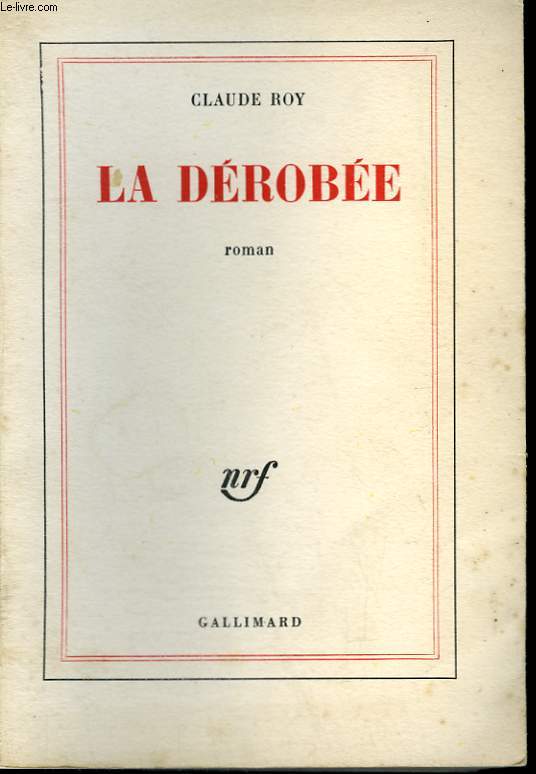 Le-livre.com
CLAUDE ROY
LA DÉROBÉE
roman
nrf
GALLIMARD